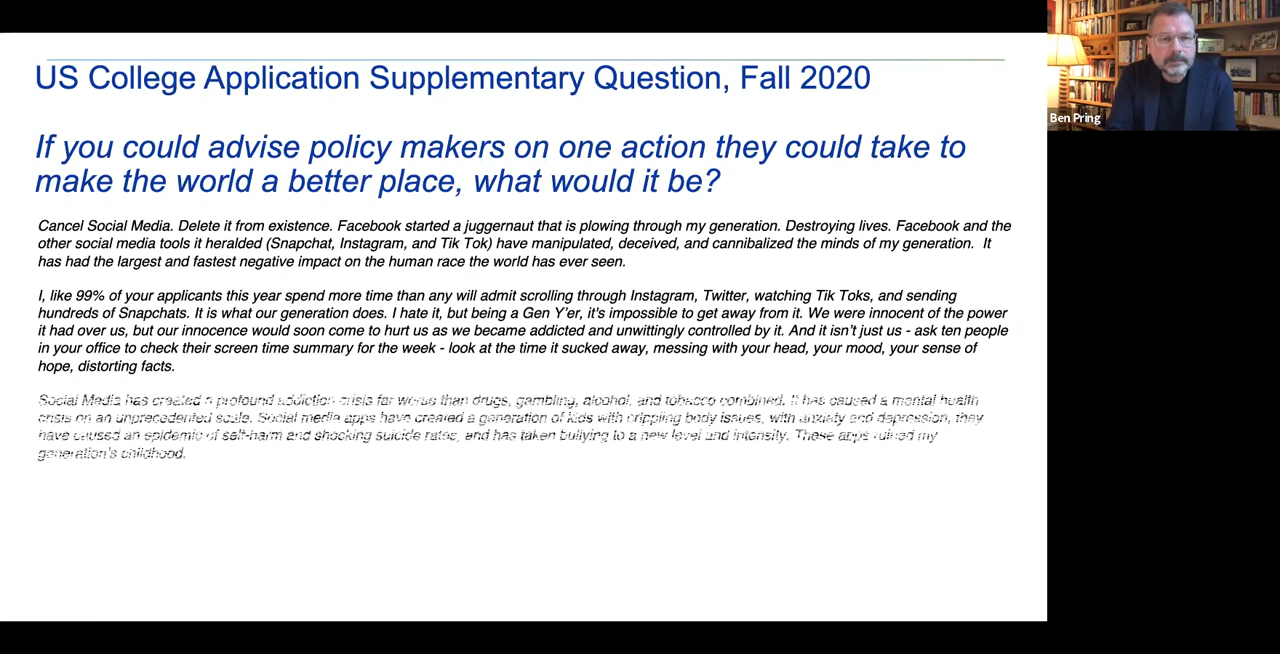 US College Application Supplementary Question, Fall 2020
If you could advise policy makers on one action they could take to
make the world a better place, what would it be?
Cancel Social Media. Delete it from existence. Facebook started a juggernaut that is plowing through my generation. Destroying lives. Facebook and the
other social media tools it heralded (Snapchat, Instagram, and Tik Tok) have manipulated, deceived, and cannibalized the minds of my generation. It
has had the largest and fastest negative impact on the human race the world has ever seen.
I, like 99% of your applicants this year spend more time than any will admit scrolling through Instagram, Twitter, watching Tik Toks, and sending
hundreds of Snapchats. It is what our generation does. I hate it, but being a Gen Y'er, it's impossible to get away from it. We were innocent of the power
it had over us, but our innocence would soon come to hurt us as we became addicted and unwittingly controlled by it. And it isn't just us - ask ten people
in your office to check their screen time summary for the week - look at the time it sucked away, messing with your head, your mood, your sense of
hope, distorting facts.
Social Media has created a profound addiction crisis far worse than drugs, gambling, alcohol, and tobacco combined. It has caused a mental health
crisis on an unprecedented scale. Social media apps have created a generation of kids with crippling body issues, with anxiety and depression, they
have caused an epidemic of self-harm and shocking suicide rates, and has taken bullying to a new level and intensity. These apps ruined my
generation's childhood.
Ben Pring